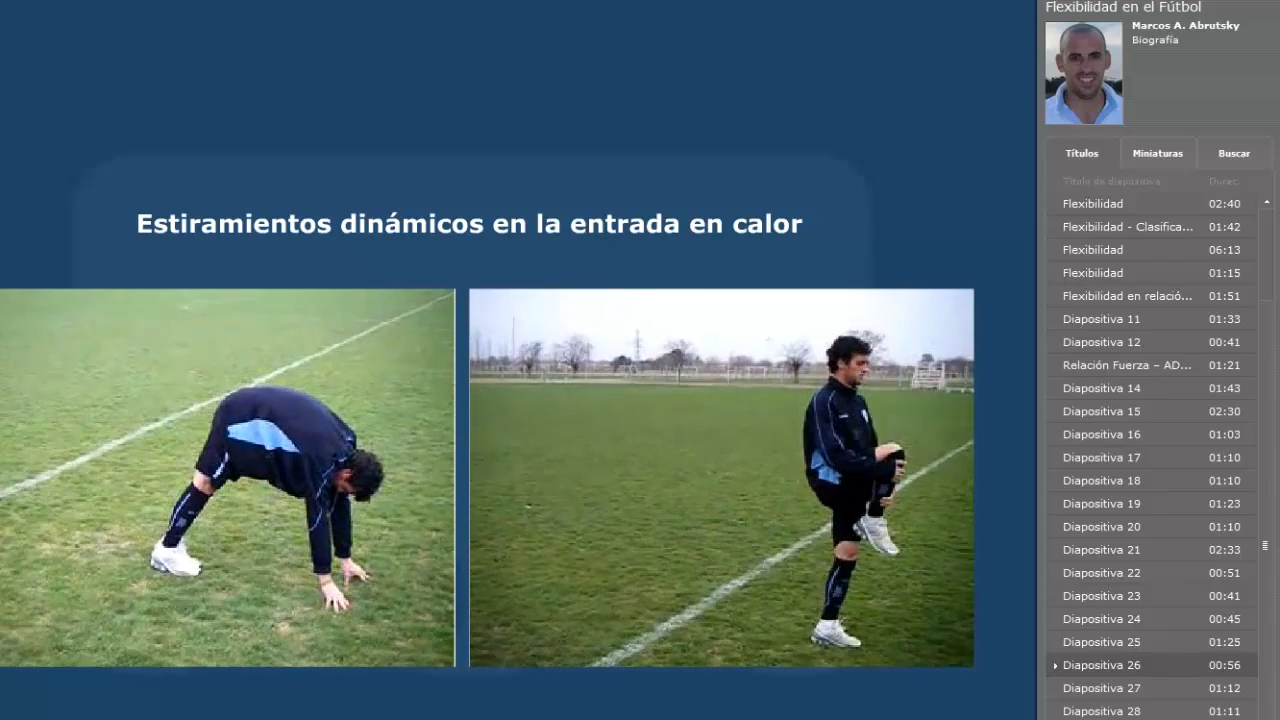 Flexibilidad en el Fútbol
Marcos A. Abrutsky
Biografía
Estiramientos dinámicos en la entrada en calor
Títulos Miniaturas Buscar
Título de diapositiva Durac.
Flexibilidad 02:40
Flexibilidad - Clasifica... 01:42
Flexibilidad 06:13
Flexibilidad 01:15
Flexibilidad en relació... 01:51
Diapositiva 11 01:33
Diapositiva 12 00:41
Relación Fuerza – AD... 01:21
Diapositiva 14 01:43
Diapositiva 15 02:30
Diapositiva 16 01:03
Diapositiva 17 01:10
Diapositiva 18 01:10
Diapositiva 19 01:23
Diapositiva 20 01:10
Diapositiva 21 02:33
Diapositiva 22 00:51
Diapositiva 23 00:41
Diapositiva 24 00:45
Diapositiva 25 01:25
Diapositiva 26 00:56
Diapositiva 27 01:12
Diapositiva 28 01:11